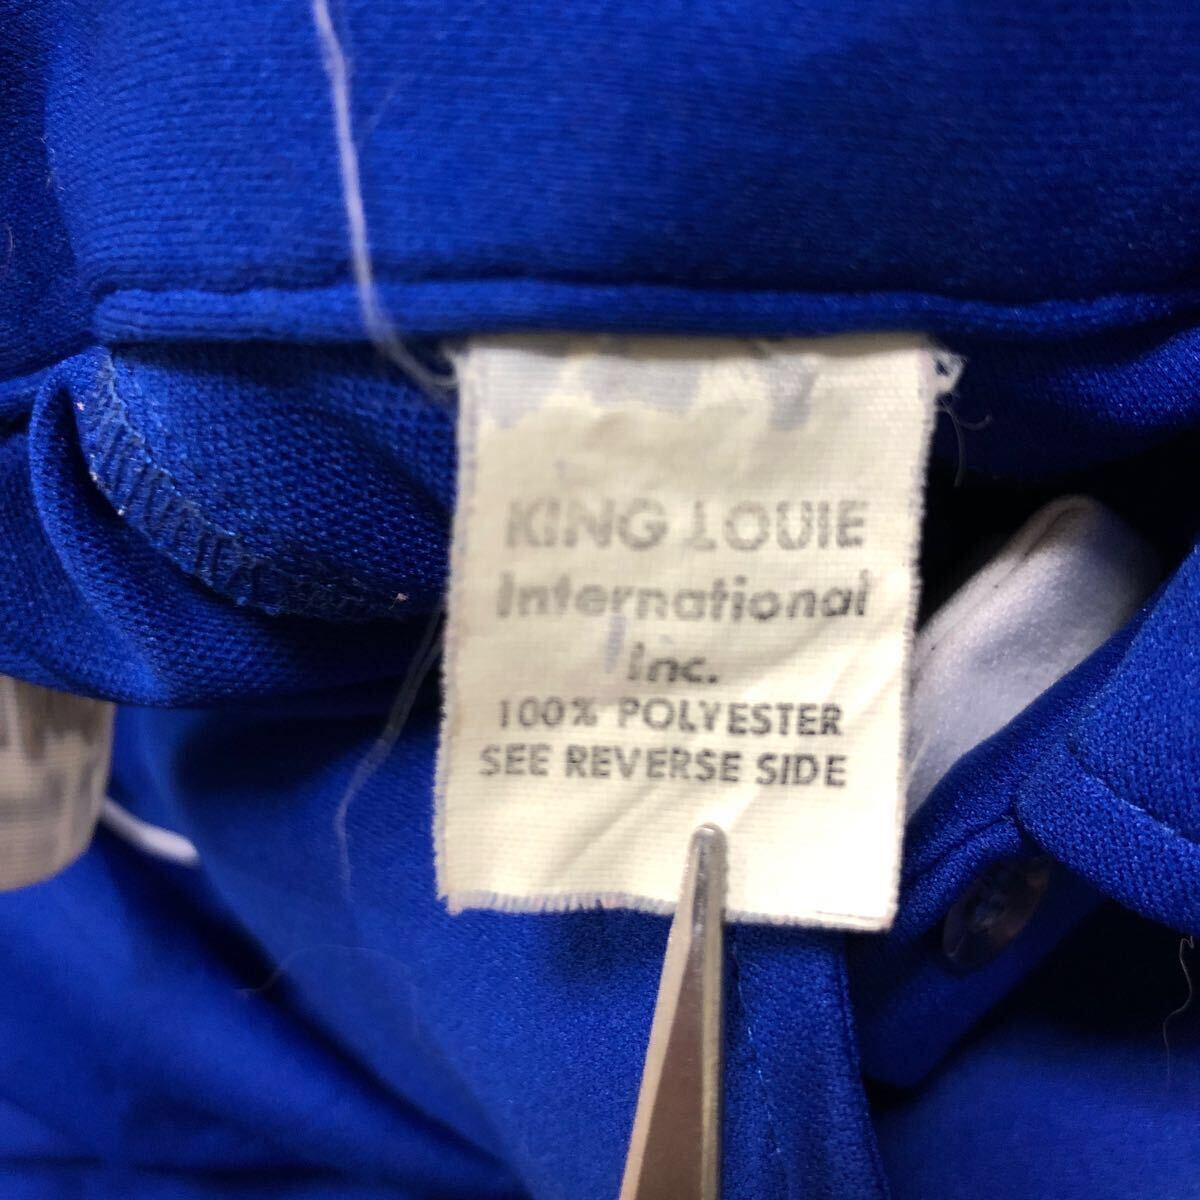 KING LOUIE
International
Inc.
100% POLYESTER
SEE REVERSE SIDE